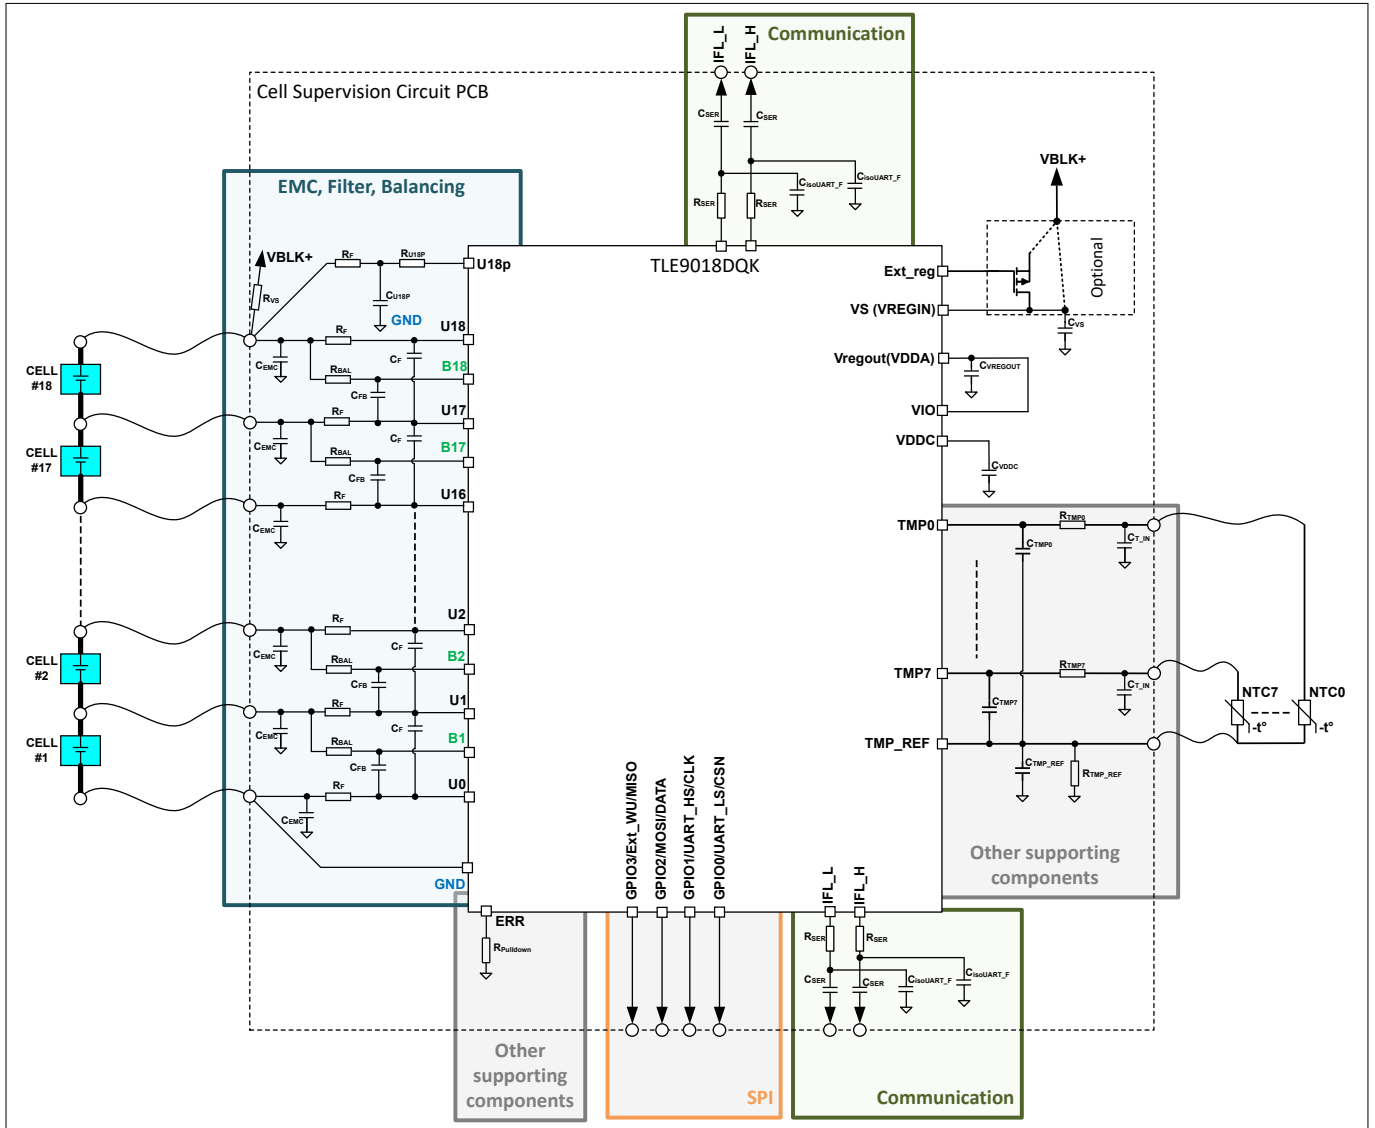 IFL_L
IFL_H
Communication
Cell Supervision Circuit PCB
CSER
CSER
CisoUART_F
CisoUART_F
RSER
RSER
VBLK+
Optional
EMC, Filter, Balancing
VBLK+
RVS
RF
RU18P
CU18P
GND
U18p
TLE9018DQK
Ext_reg
VS (VREGIN)
CVS
Vregout(VDDA)
CVREGOUT
VIO
VDDC
CVDDC
CELL
#18
CEMC
RF
CF
U18
RBAL
CFB
B18
CELL
#17
CEMC
RF
CF
U17
RBAL
CFB
B17
CEMC
RF
U16
CELL
#2
CEMC
RF
CF
U2
RBAL
CFB
B2
CELL
#1
CEMC
RF
CF
U1
RBAL
CFB
B1
CEMC
RF
U0
GND
TMP0
RTMP0
CTMP0
CT_IN
TMP7
RTMP7
CTMP7
CT_IN
TMP_REF
CTMP_REF
RTMP_REF
NTC7
-t°
NTC0
-t°
Other supporting
components
ERR
RPulldown
Other
supporting
components
GPIO3/Ext_WU/MISO
GPIO2/MOSI/DATA
GPIO1/UART_HS/CLK
GPIO0/UART_LS/CSN
SPI
IFL_L
IFL_H
RSER
RSER
CSER
CSER
CisoUART_F
CisoUART_F
Communication